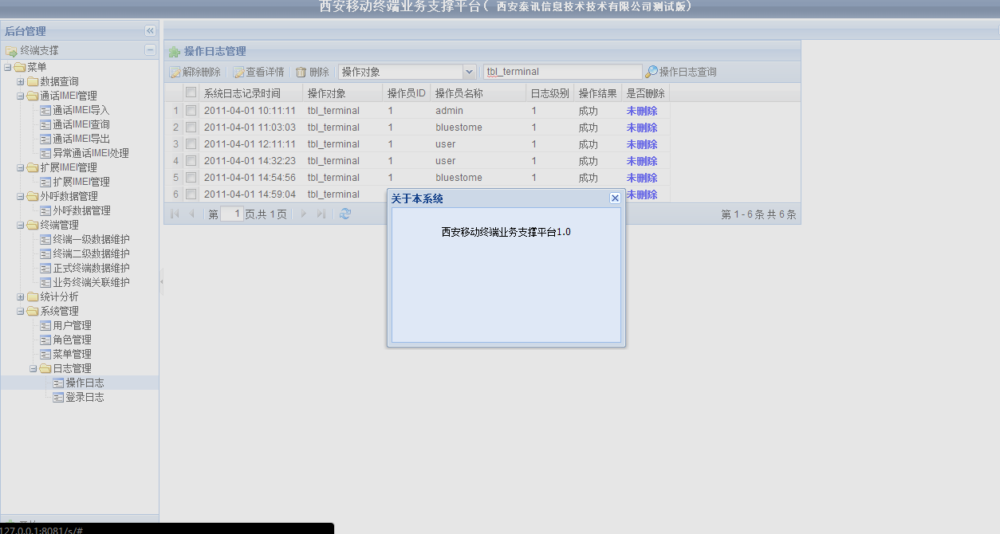 西安移动终端业务支撑平台( 西安泰讯信息技术技术有限公司测试版)
后台管理
终端支撑
菜单
数据查询
通话IMEI管理
通话IMEI导入
通话IMEI查询
通话IMEI导出
异常通话IMEI处理
扩展IMEI管理
扩展IMEI管理
外呼数据管理
外呼数据管理
终端管理
终端一级数据维护
终端二级数据维护
正式终端数据维护
业务终端关联维护
统计分析
系统管理
用户管理
角色管理
菜单管理
日志管理
操作日志
登录日志
操作日志管理
解除删除 查看详情 删除 操作对象 tbl_terminal 操作日志查询
系统日志记录时间 操作对象 操作员ID 操作员名称 日志级别 操作结果 是否删除
1 2011-04-01 10:11:11 tbl_terminal 1 admin 1 成功 未删除
2 2011-04-01 11:03:03 tbl_terminal 1 bluestome 1 成功 未删除
3 2011-04-01 12:11:11 tbl_terminal 1 user 1 成功 未删除
4 2011-04-01 14:32:23 tbl_terminal 1 user 1 成功 未删除
5 2011-04-01 14:54:56 tbl_terminal 1 bluestome 1 成功 未删除
6 2011-04-01 14:59:04 tbl_terminal 未删除
第 1 页,共 1 页 第 1 - 6 条 共 6 条
关于本系统
西安移动终端业务支撑平台1.0
127.0.0.1:8081/s/#